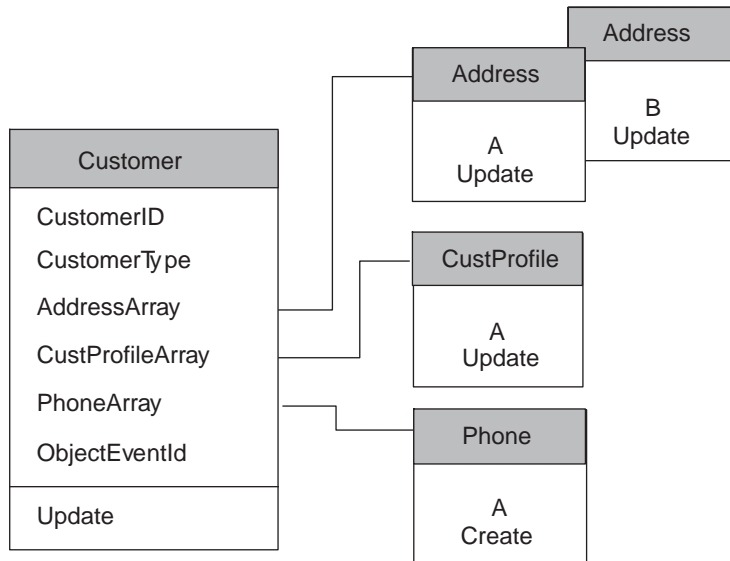 Customer
CustomerID
CustomerType
AddressArray
CustProfileArray
PhoneArray
ObjectEventId
Update
Address
A
Update
Address
B
Update
CustProfile
A
Update
Phone
A
Create